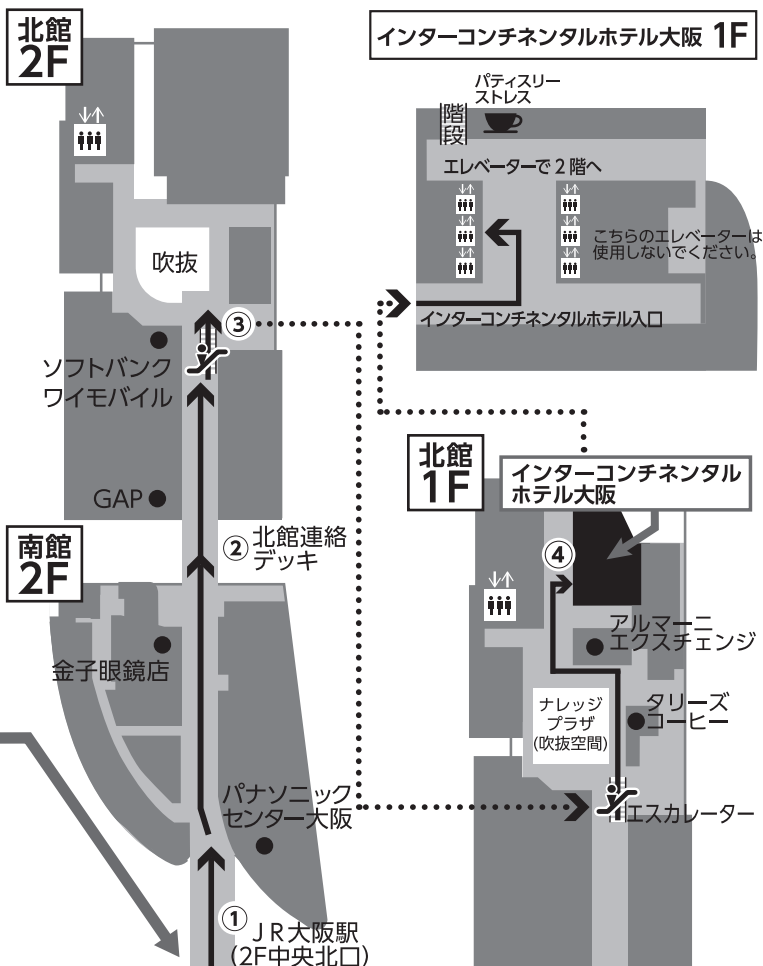 北館
2F
吹抜
③
ソフトバンク
ワイモバイル
GAP
南館
2F
② 北館連絡
デッキ
金子眼鏡店
パナソニック
センター大阪
① JR大阪駅
(2F中央北口)
インターコンチネンタルホテル大阪 1F
パティスリー
ストレス
階段
エレベーターで2階へ
こちらのエレベーターは
使用しないでください。
インターコンチネンタルホテル入口
北館
1F
インターコンチネンタル
ホテル大阪
④
アルマーニ
エクスチェンジ
ナレッジ
プラザ
(吹抜空間)
タリーズ
コーヒー
エスカレーター